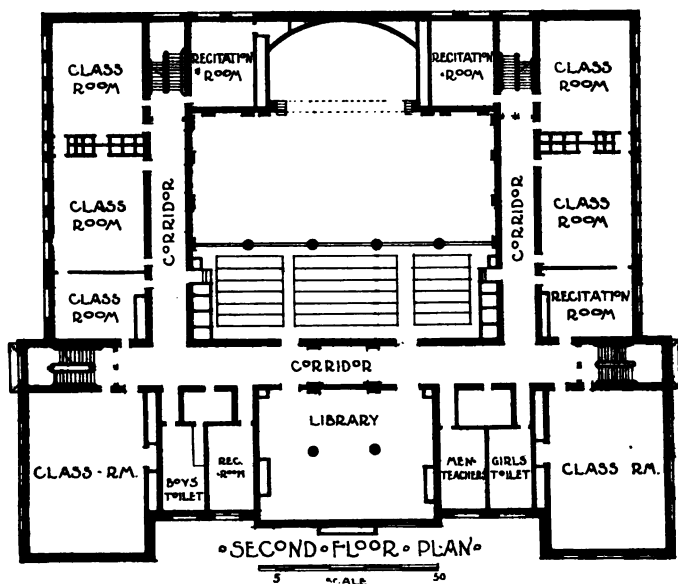 CLASS
ROOM
RECITATION
ROOM
RECITATION
ROOM
CLASS
ROOM
CLASS
ROOM
CORRIDOR
CORRIDOR
CLASS
ROOM
CLASS
ROOM
RECITATION
ROOM
CORRIDOR
LIBRARY
CLASS-RM.
BOYS
TOILET
REC.
-ROOM
MEN-
TEACHERS
GIRLS
TOILET
CLASS RM.
•SECOND•FLOOR•PLAN•
5 SCALE 50